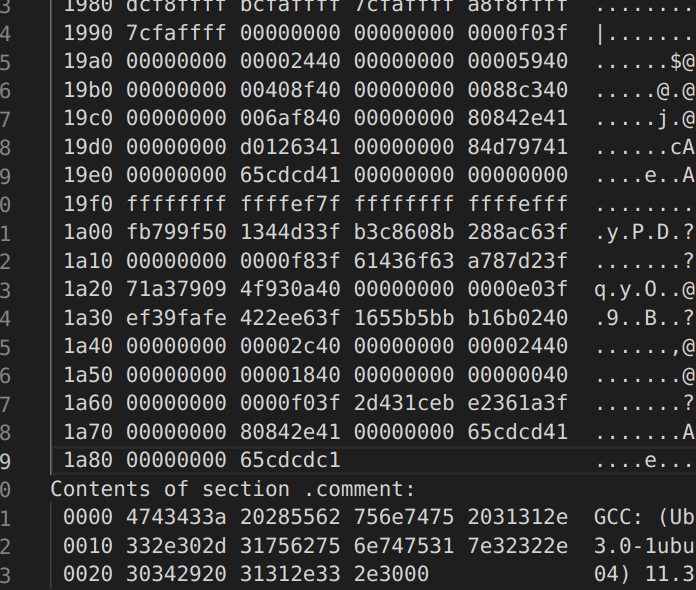 3 1980 dcf8ffff bcfaffff 7cfaffff a8f8ffff ........
4 1990 7cfaffff 00000000 00000000 0000f03f |.......
5 19a0 00000000 00002440 00000000 00005940 ......$@
6 19b0 00000000 00408f40 00000000 0088c340 .....@.@
7 19c0 00000000 006af840 00000000 80842e41 .....j.@
8 19d0 00000000 d0126341 00000000 84d79741 ......cA
9 19e0 00000000 65cdcd41 00000000 00000000 ....e..A
0 19f0 ffffffff ffffef7f ffffffff ffffefff ........
1 1a00 fb799f50 1344d33f b3c8608b 288ac63f .y.P.D.?
2 1a10 00000000 0000f83f 61436f63 a787d23f .......?
3 1a20 71a37909 4f930a40 00000000 0000e03f q.y.O..@
4 1a30 ef39fafe 422ee63f 1655b5bb b16b0240 .9..B..?
5 1a40 00000000 00002c40 00000000 00002440 ......,@
6 1a50 00000000 00001840 00000000 00000040 .......@
7 1a60 00000000 0000f03f 2d431ceb e2361a3f .......?
8 1a70 00000000 80842e41 00000000 65cdcd41 .......A
9 1a80 00000000 65cdcdc1 ....e...
0 Contents of section .comment:
1 0000 4743433a 20285562 756e7475 2031312e GCC: (Ub
2 0010 332e302d 31756275 6e747531 7e32322e 3.0-1ubu
3 0020 30342920 31312e33 2e3000 04) 11.3